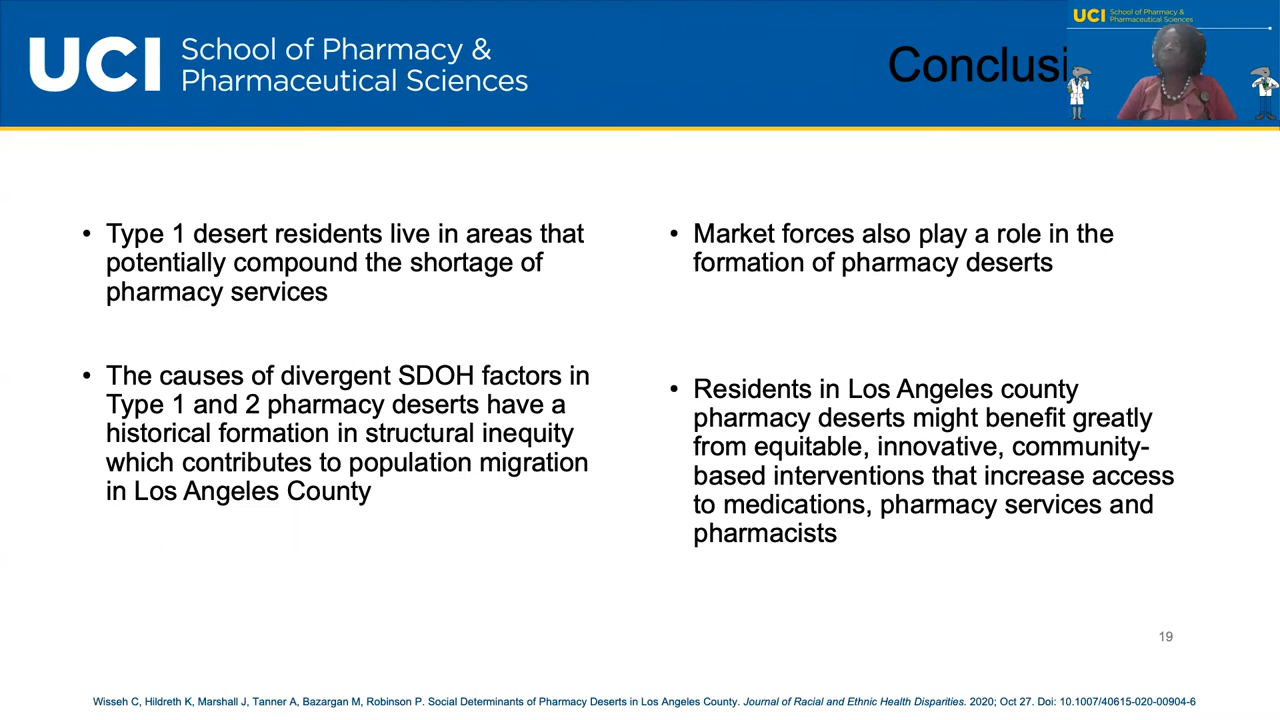 UCI School of Pharmacy &
Pharmaceutical Sciences
Conclusi
UCI School of Pharmacy &
Pharmaceutical Sciences
• Type 1 desert residents live in areas that
potentially compound the shortage of
pharmacy services
• The causes of divergent SDOH factors in
Type 1 and 2 pharmacy deserts have a
historical formation in structural inequity
which contributes to population migration
in Los Angeles County
• Market forces also play a role in the
formation of pharmacy deserts
• Residents in Los Angeles county
pharmacy deserts might benefit greatly
from equitable, innovative, community-
based interventions that increase access
to medications, pharmacy services and
pharmacists
19
Wisseh C, Hildreth K, Marshall J, Tanner A, Bazargan M, Robinson P. Social Determinants of Pharmacy Deserts in Los Angeles County. Journal of Racial and Ethnic Health Disparities. 2020; Oct 27. Doi: 10.1007/40615-020-00904-6